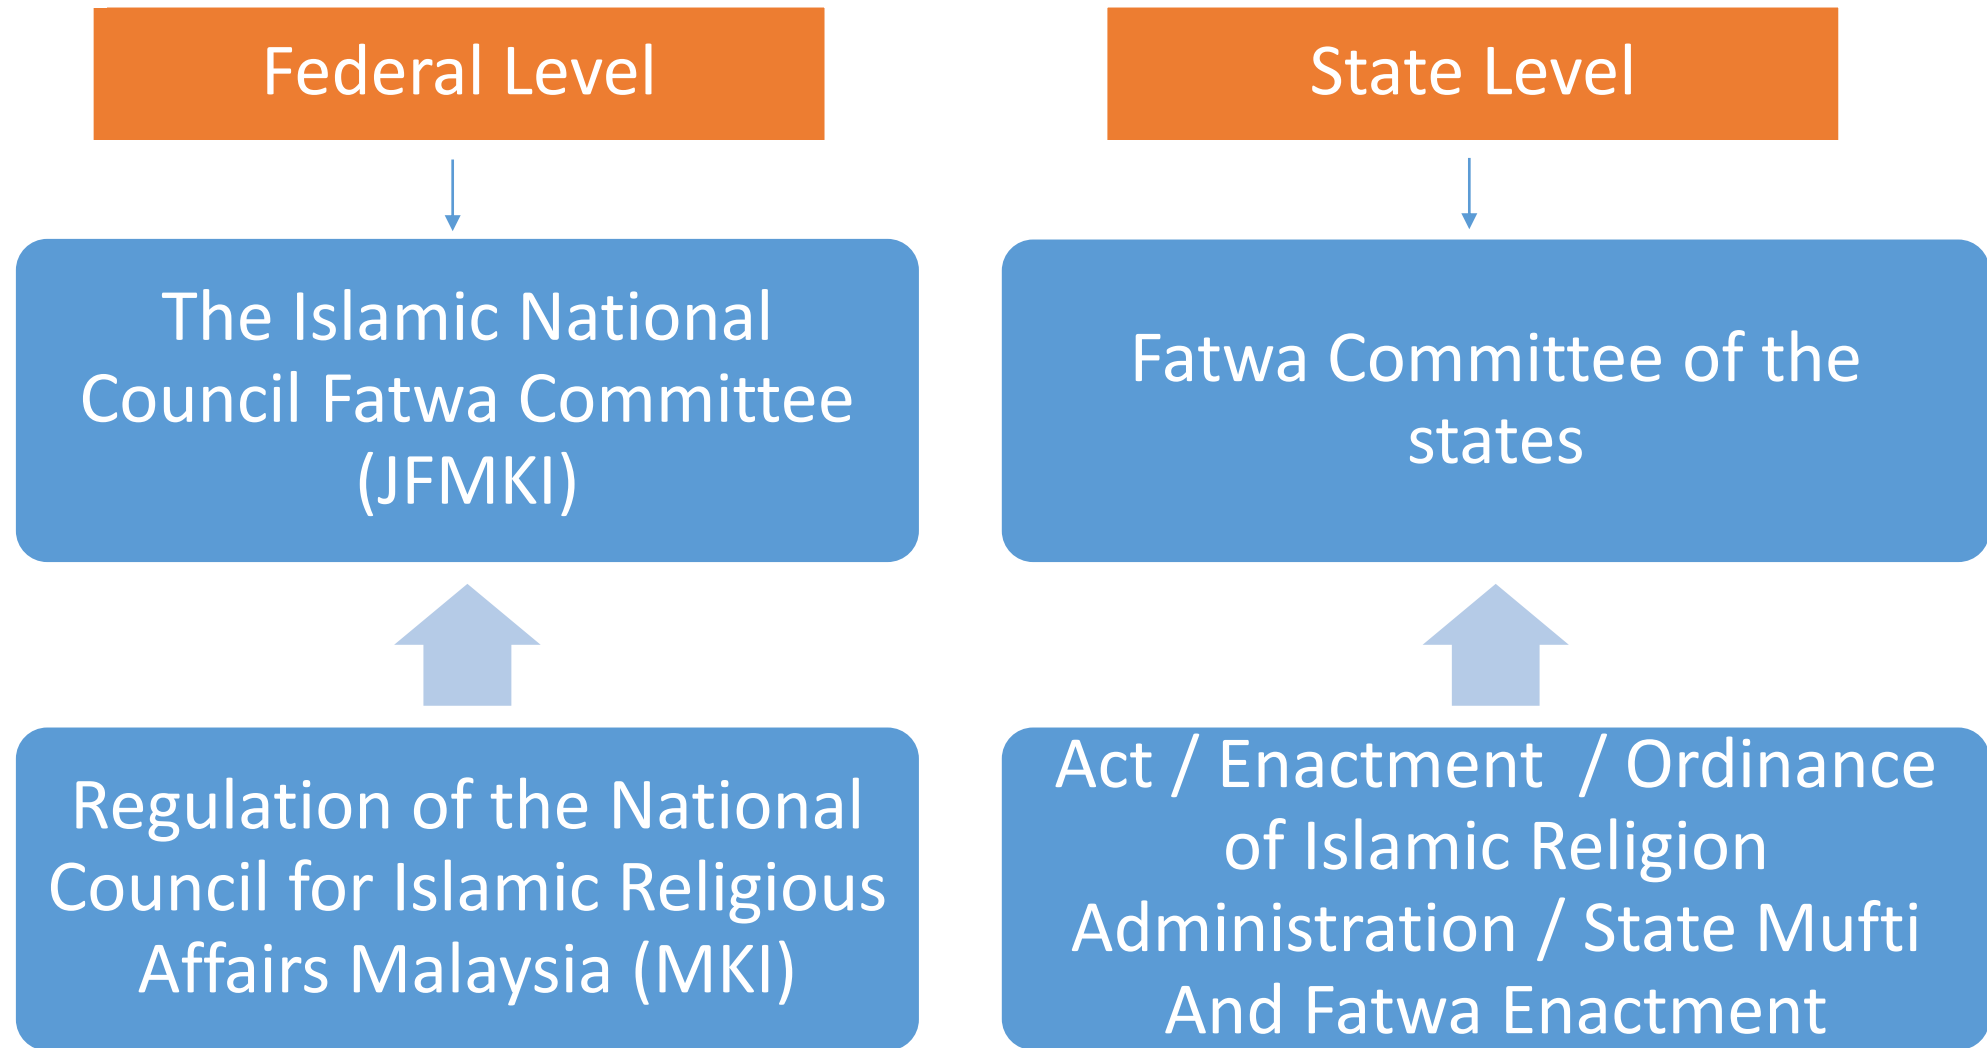 Federal Level
The Islamic National
Council Fatwa Committee
(JFMKI)
Regulation of the National
Council for Islamic Religious
Affairs Malaysia (MKI)
State Level
Fatwa Committee of the
states
Act / Enactment / Ordinance
of Islamic Religion
Administration / State Mufti
And Fatwa Enactment